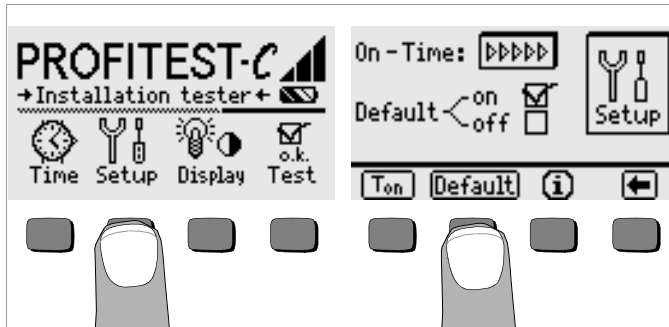 PROFITEST-C
→Installation tester←
Time Setup Display o.k. Test
On-Time: ▷▷▷▷▷
Default on
off
Setup
Ton Default i